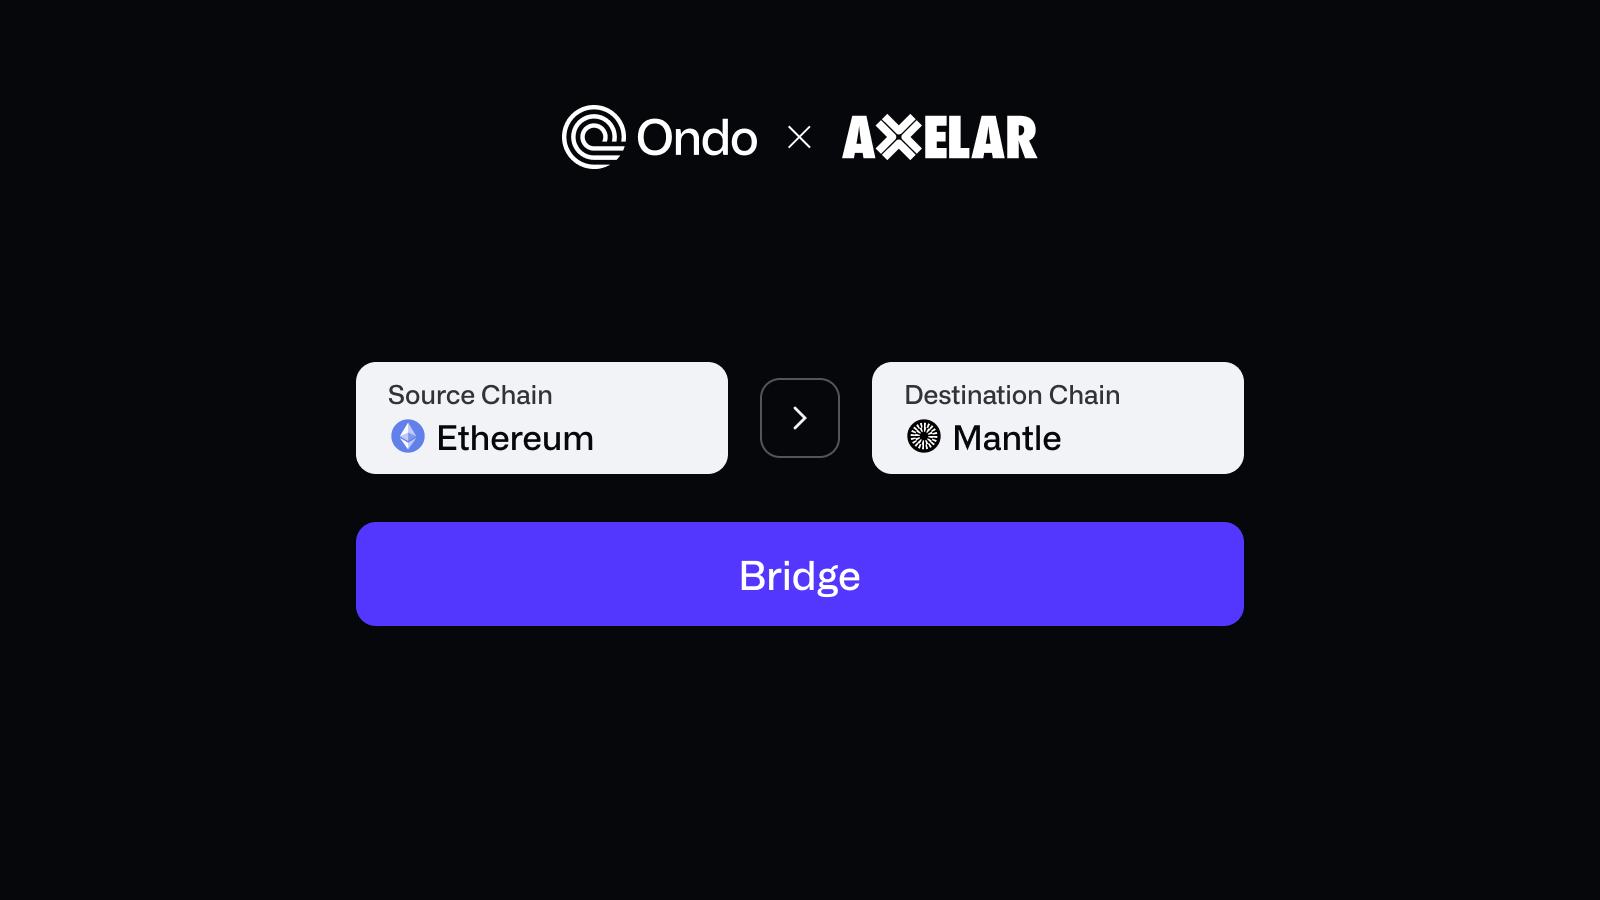 Ondo × AXELAR
Source Chain
Ethereum
Destination Chain
Mantle
Bridge